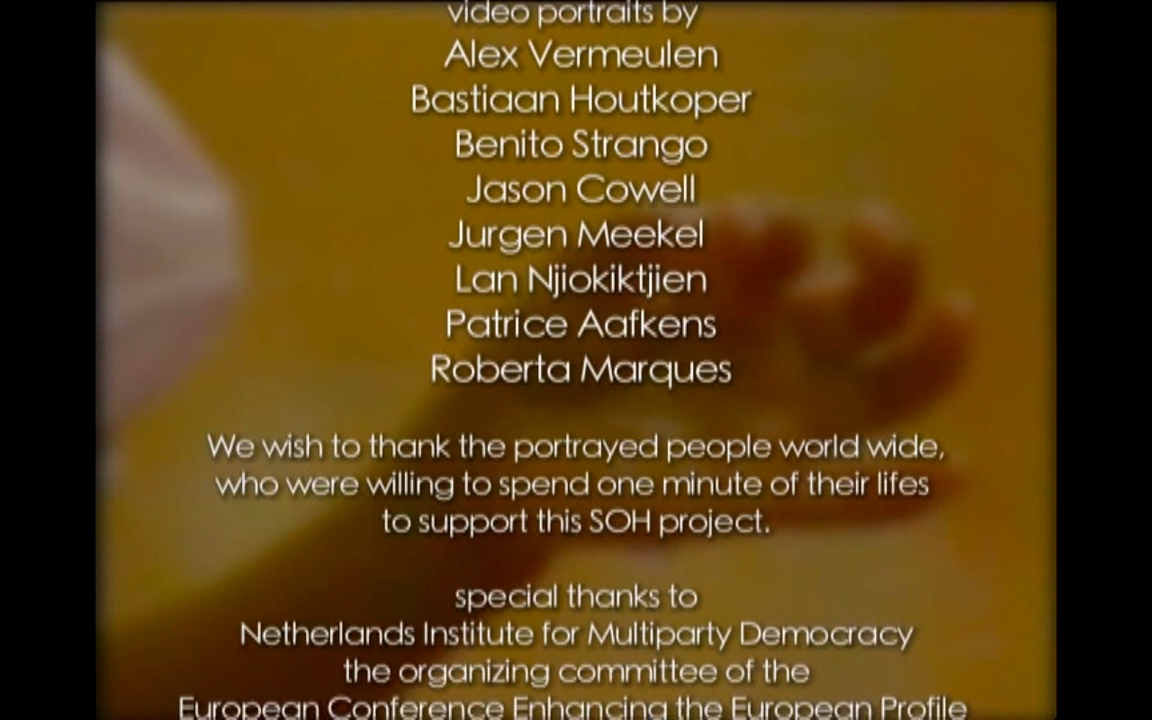 video portraits by
Alex Vermeulen
Bastiaan Houtkoper
Benito Strango
Jason Cowell
Jurgen Meekel
Lan Njiokiktjien
Patrice Aafkens
Roberta Marques
We wish to thank the portrayed people world wide,
who were willing to spend one minute of their lifes
to support this SOH project.
special thanks to
Netherlands Institute for Multiparty Democracy
the organizing committee of the
European Conference Enhancing the European Profile